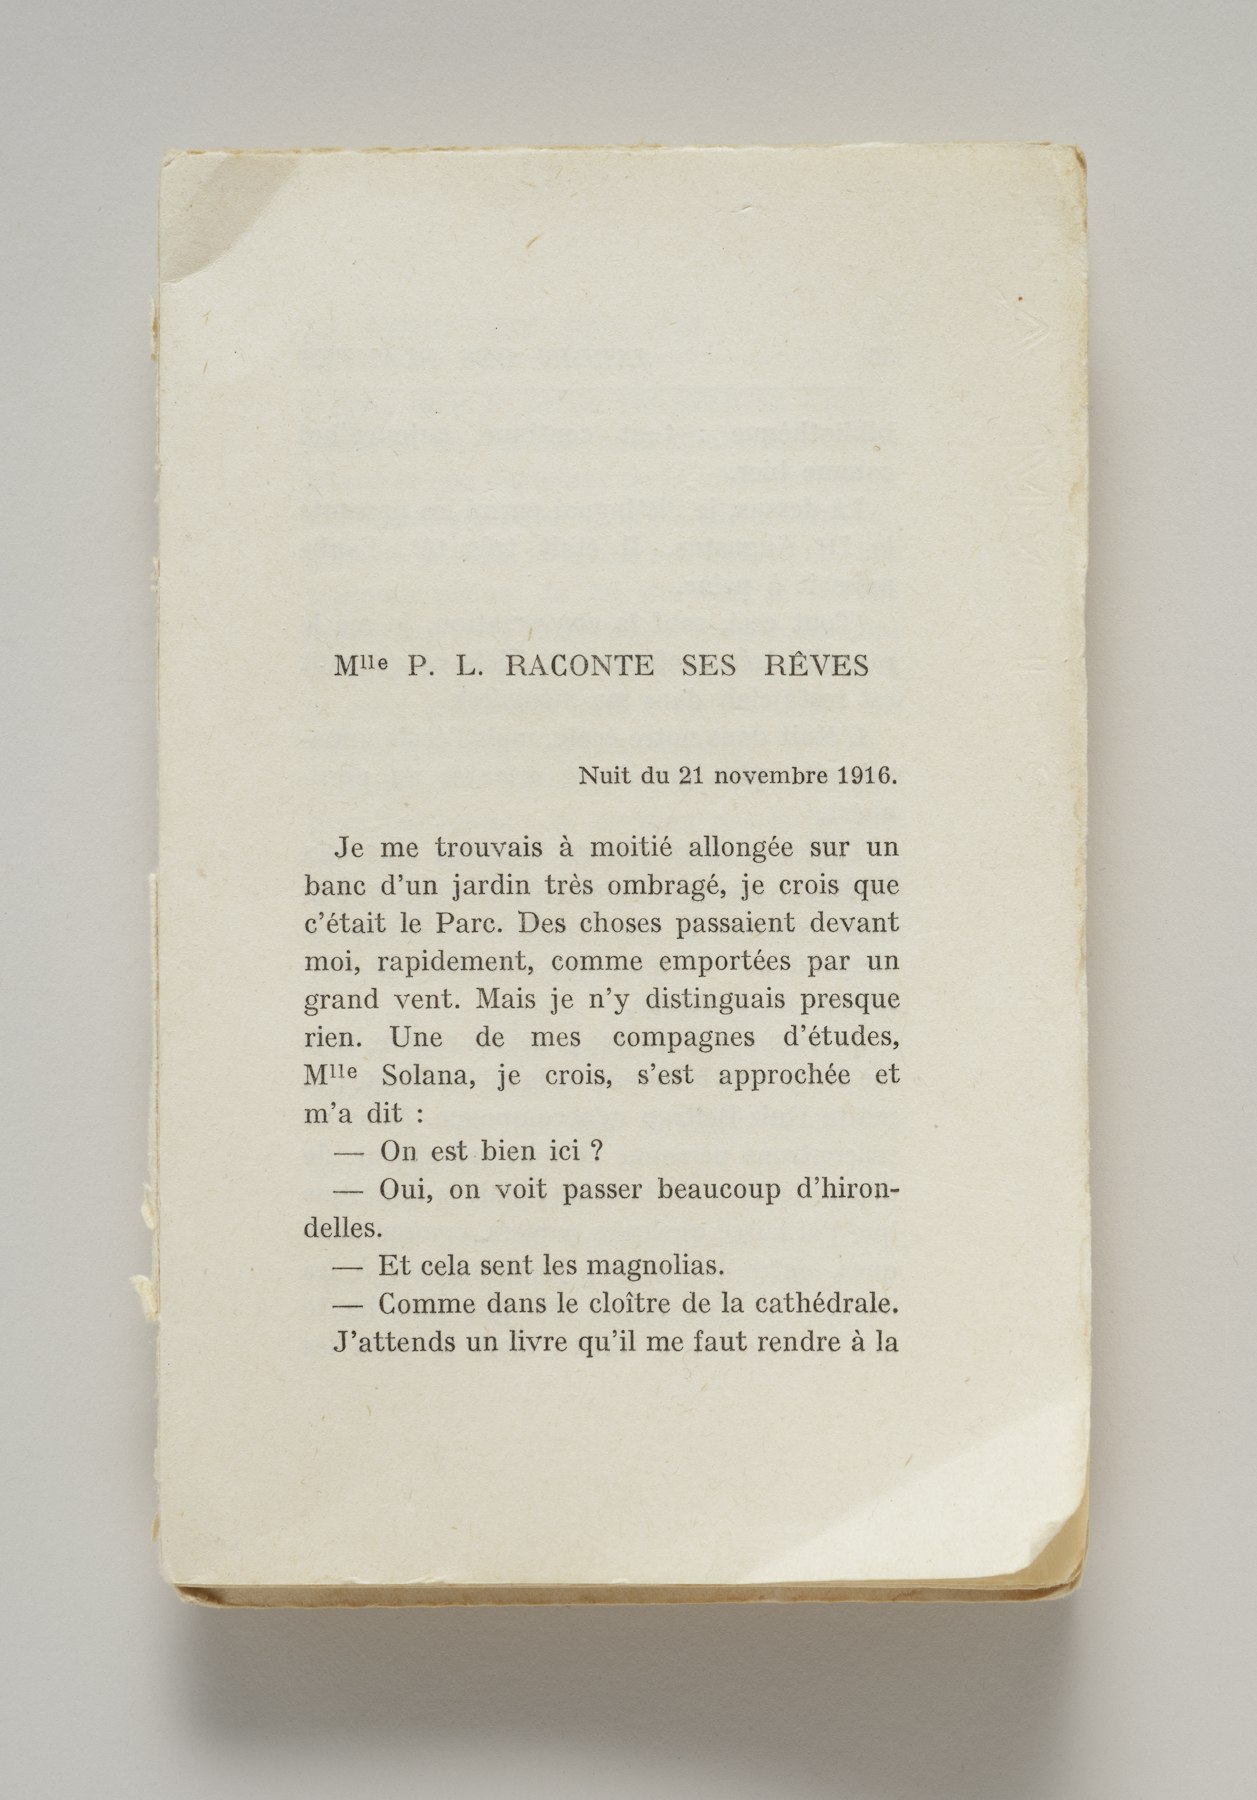 Mlle P. L. RACONTE SES RÊVES
Nuit du 21 novembre 1916.
Je me trouvais à moitié allongée sur un
banc d'un jardin très ombragé, je crois que
c'était le Parc. Des choses passaient devant
moi, rapidement, comme emportées par un
grand vent. Mais je n'y distinguais presque
rien. Une de mes compagnes d'études,
Mlle Solana, je crois, s'est approchée et
m'a dit :
— On est bien ici ?
— Oui, on voit passer beaucoup d'hiron-
delles.
— Et cela sent les magnolias.
— Comme dans le cloître de la cathédrale.
J'attends un livre qu'il me faut rendre à la